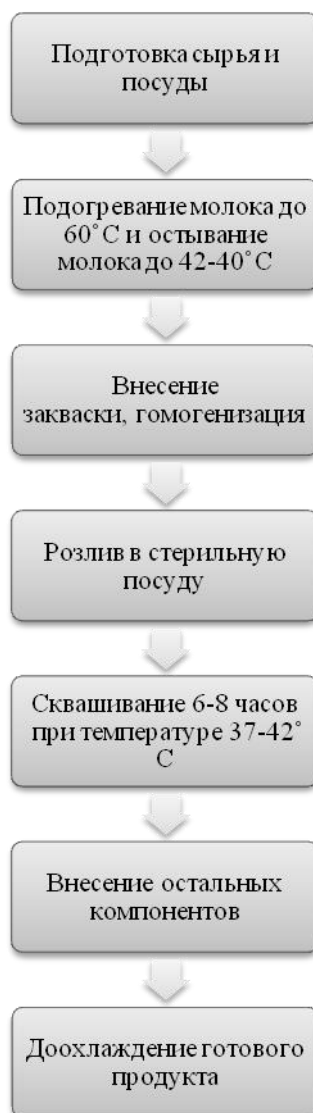 Подготовка сырья и
посуды
Подогревание молока до
60˚С и остывание
молока до 42-40˚С
Внесение
закваски, гомогенизация
Розлив в стерильную
посуду
Сквашивание 6-8 часов
при температуре 37-42˚
С
Внесение остальных
компонентов
Доохлаждение готового
продукта